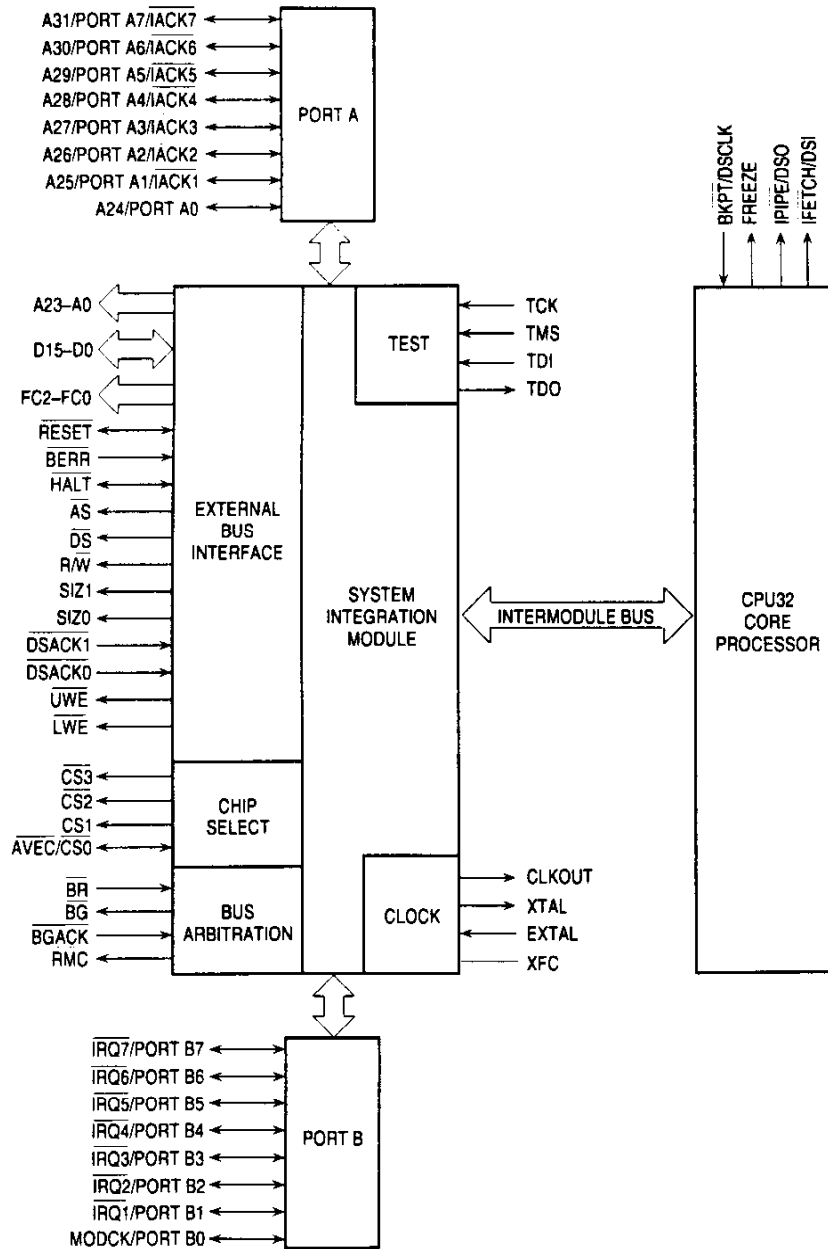 A31/PORT A7/IACK7
A30/PORT A6/IACK6
A29/PORT A5/IACK5
A28/PORT A4/IACK4
A27/PORT A3/IACK3
A26/PORT A2/IACK2
A25/PORT A1/IACK1
A24/PORT A0
PORT A
BKPT/DSCLK
FREEZE
IPIPE/DSO
IFETCH/DSI
A23–A0
D15–D0
FC2–FC0
RESET
BERR
HALT
AS
DS
R/W
SIZ1
SIZ0
DSACK1
DSACK0
UWE
LWE
CS3
CS2
CS1
AVEC/CS0
BR
BG
BGACK
RMC
EXTERNAL
BUS
INTERFACE
CHIP
SELECT
BUS
ARBITRATION
TEST
TCK
TMS
TDI
TDO
SYSTEM
INTEGRATION
MODULE
INTERMODULE BUS
CPU32
CORE
PROCESSOR
CLOCK
CLKOUT
XTAL
EXTAL
XFC
IRQ7/PORT B7
IRQ6/PORT B6
IRQ5/PORT B5
IRQ4/PORT B4
IRQ3/PORT B3
IRQ2/PORT B2
IRQ1/PORT B1
MODCK/PORT B0
PORT B